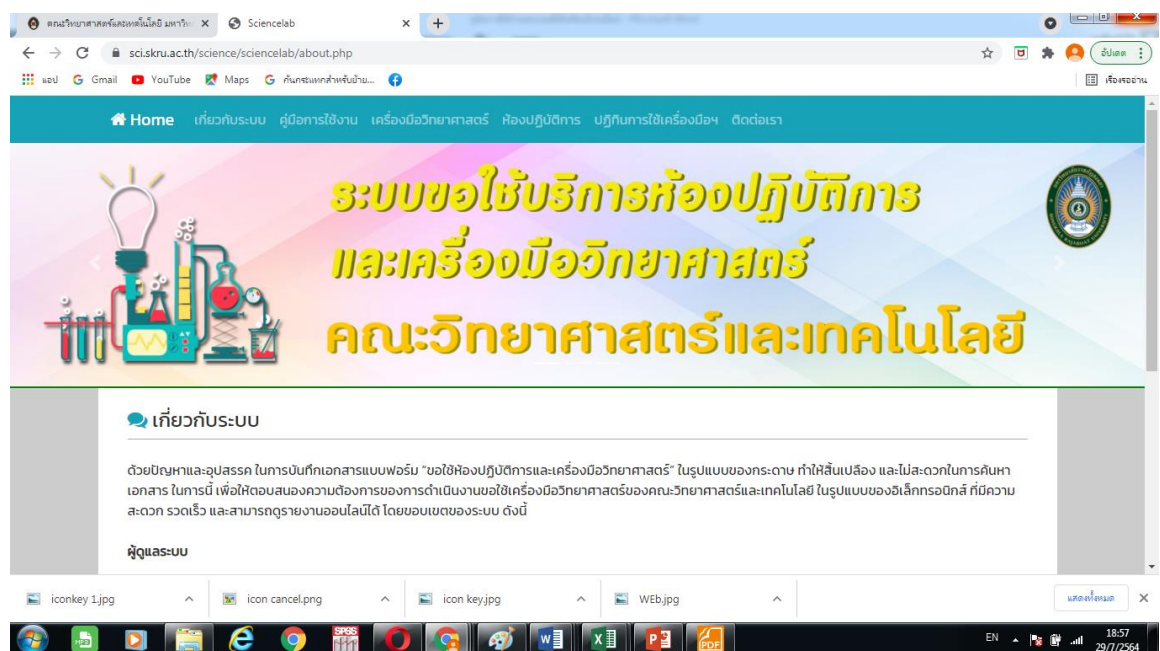 คณะวิทยาศาสตร์และเทคโนโลยี มหาวิ
Sciencelab
sci.skru.ac.th/science/sciencelab/about.php
อัปเดต
แอป Gmail YouTube Maps ค้นกระแทกสำหรับย้าย... เรื่องรออ่าน
Home เกี่ยวกับระบบ คู่มือการใช้งาน เครื่องมือวิทยาศาสตร์ ห้องปฏิบัติการ ปฏิทินการใช้เครื่องมือฯ ติดต่อเรา
ระบบขอใช้บริการห้องปฏิบัติการ
และเครื่องมือวิทยาศาสตร์
คณะวิทยาศาสตร์และเทคโนโลยี
เกี่ยวกับระบบ
ด้วยปัญหาและอุปสรรค ในการบันทึกเอกสารแบบฟอร์ม “ขอใช้ห้องปฏิบัติการและเครื่องมือวิทยาศาสตร์” ในรูปแบบของกระดาษ ทำให้สิ้นเปลือง และไม่สะดวกในการค้นหา
เอกสาร ในการนี้ เพื่อให้ตอบสนองความต้องการของการดำเนินงานขอใช้เครื่องมือวิทยาศาสตร์ของคณะวิทยาศาสตร์และเทคโนโลยี ในรูปแบบของอิเล็กทรอนิกส์ ที่มีความ
สะดวก รวดเร็ว และสามารถดูรายงานออนไลน์ได้ โดยขอบเขตของระบบ ดังนี้
ผู้ดูแลระบบ
iconkey 1.jpg icon cancel.png icon key.jpg WEb.jpg แสดงทั้งหมด
SPSS PDF
EN 18:57
29/7/2564